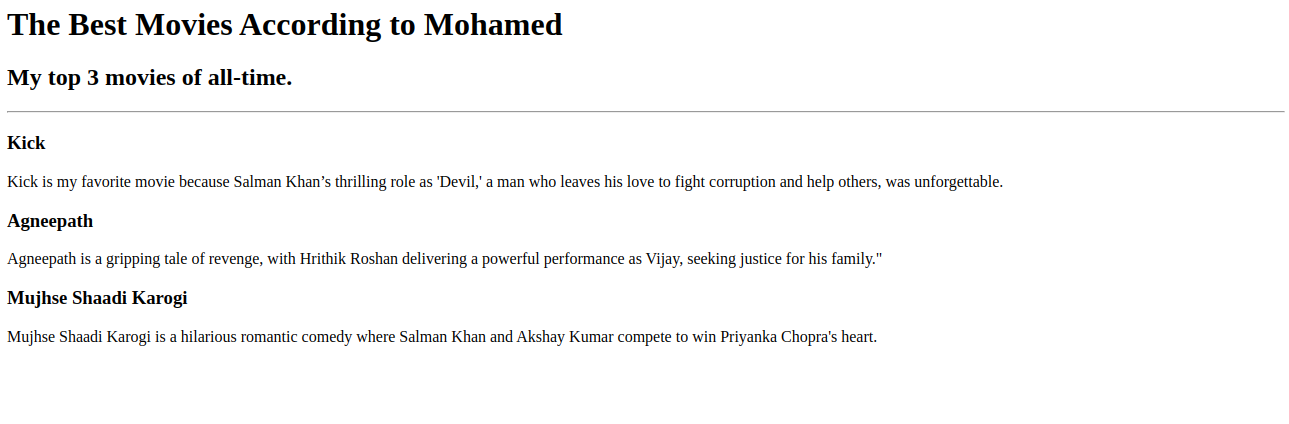 The Best Movies According to Mohamed
My top 3 movies of all-time.
Kick
Kick is my favorite movie because Salman Khan’s thrilling role as 'Devil,' a man who leaves his love to fight corruption and help others, was unforgettable.
Agneepath
Agneepath is a gripping tale of revenge, with Hrithik Roshan delivering a powerful performance as Vijay, seeking justice for his family."
Mujhse Shaadi Karogi
Mujhse Shaadi Karogi is a hilarious romantic comedy where Salman Khan and Akshay Kumar compete to win Priyanka Chopra's heart.